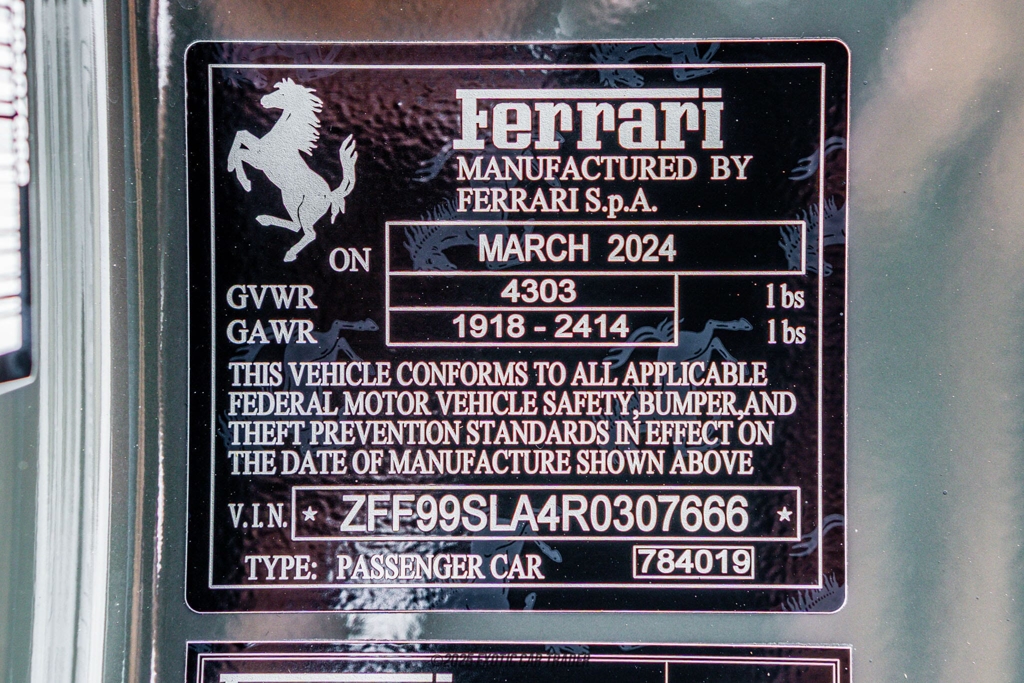 Ferrari
MANUFACTURED BY
FERRARI S.p.A.
ON MARCH 2024
GVWR 4303 lbs
GAWR 1918 - 2414 lbs
THIS VEHICLE CONFORMS TO ALL APPLICABLE
FEDERAL MOTOR VEHICLE SAFETY,BUMPER,AND
THEFT PREVENTION STANDARDS IN EFFECT ON
THE DATE OF MANUFACTURE SHOWN ABOVE
V.I.N. ★ ZFF99SLA4R0307666 ★
TYPE: PASSENGER CAR 784019